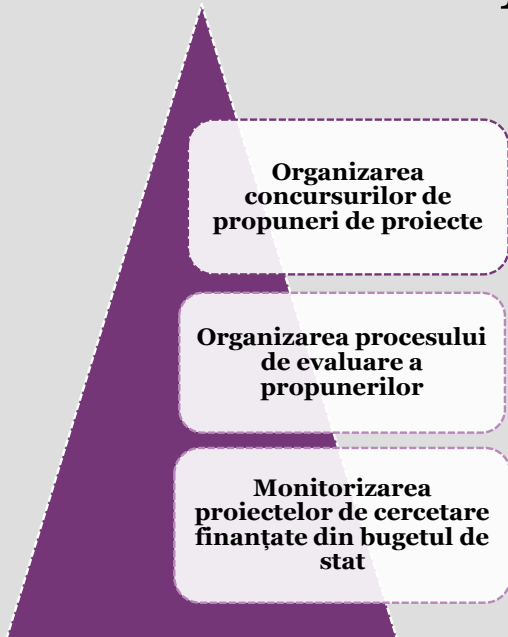 Organizarea
concursurilor de
propuneri de proiecte
Organizarea procesului
de evaluare a
propunerilor
Monitorizarea
proiectelor de cercetare
finanțate din bugetul de
stat